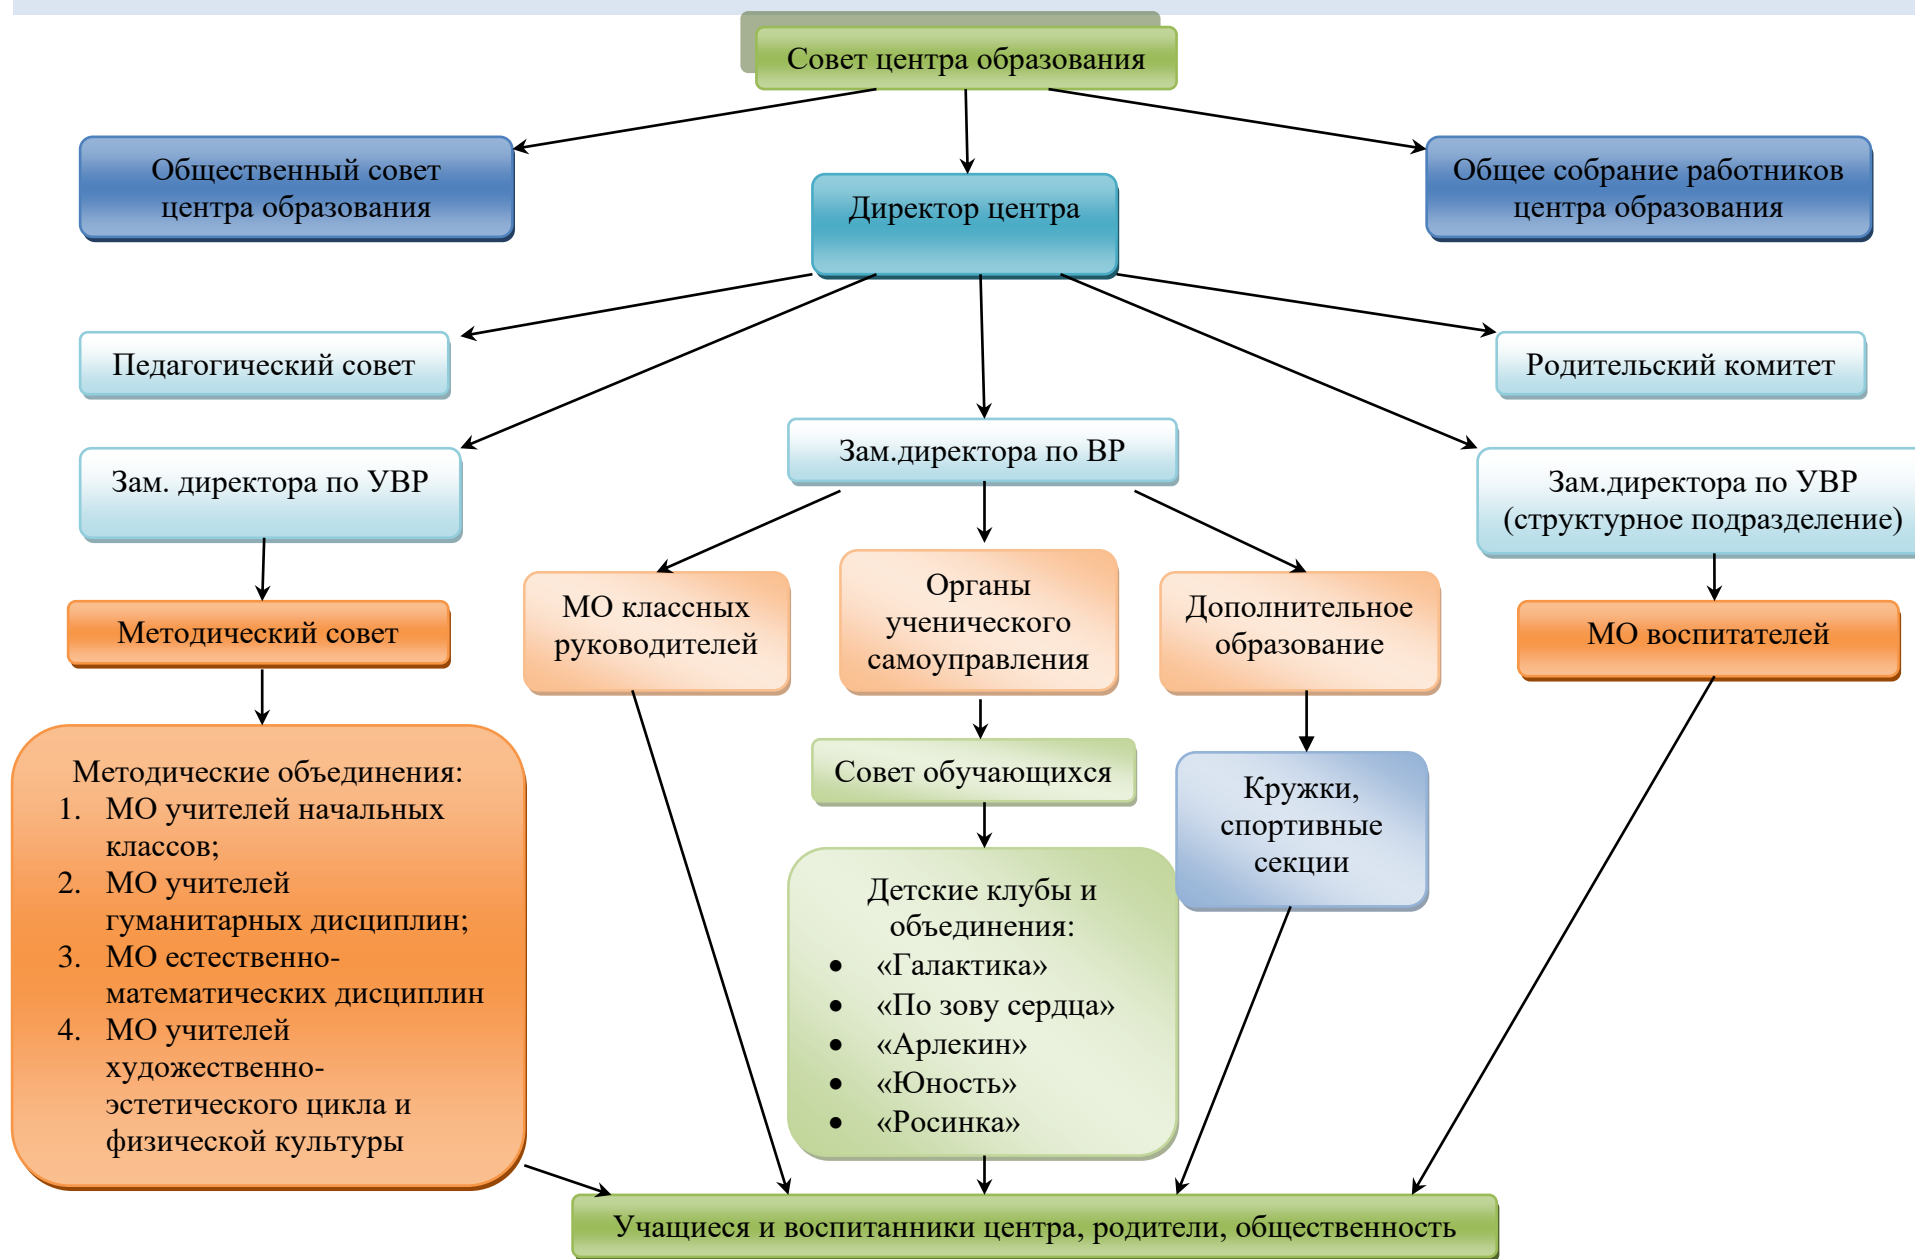 Совет центра образования
Общественный совет
центра образования
Директор центра
Общее собрание работников
центра образования
Педагогический совет
Родительский комитет
Зам. директора по УВР
Зам.директора по ВР
Зам.директора по УВР
(структурное подразделение)
Методический совет
МО классных
руководителей
Органы
ученического
самоуправления
Дополнительное
образование
МО воспитателей
Методические объединения:
1. МО учителей начальных
классов;
2. МО учителей
гуманитарных дисциплин;
3. МО естественно-
математических дисциплин
4. МО учителей
художественно-
эстетического цикла и
физической культуры
Совет обучающихся
Кружки,
спортивные
секции
Детские клубы и
объединения:
• «Галактика»
• «По зову сердца»
• «Арлекин»
• «Юность»
• «Росинка»
Учащиеся и воспитанники центра, родители, общественность